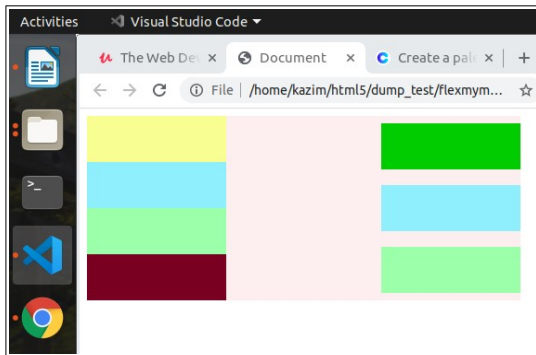 Activities Visual Studio Code
The Web De Document Create a pal
File /home/kazim/html5/dump_test/flexmym...